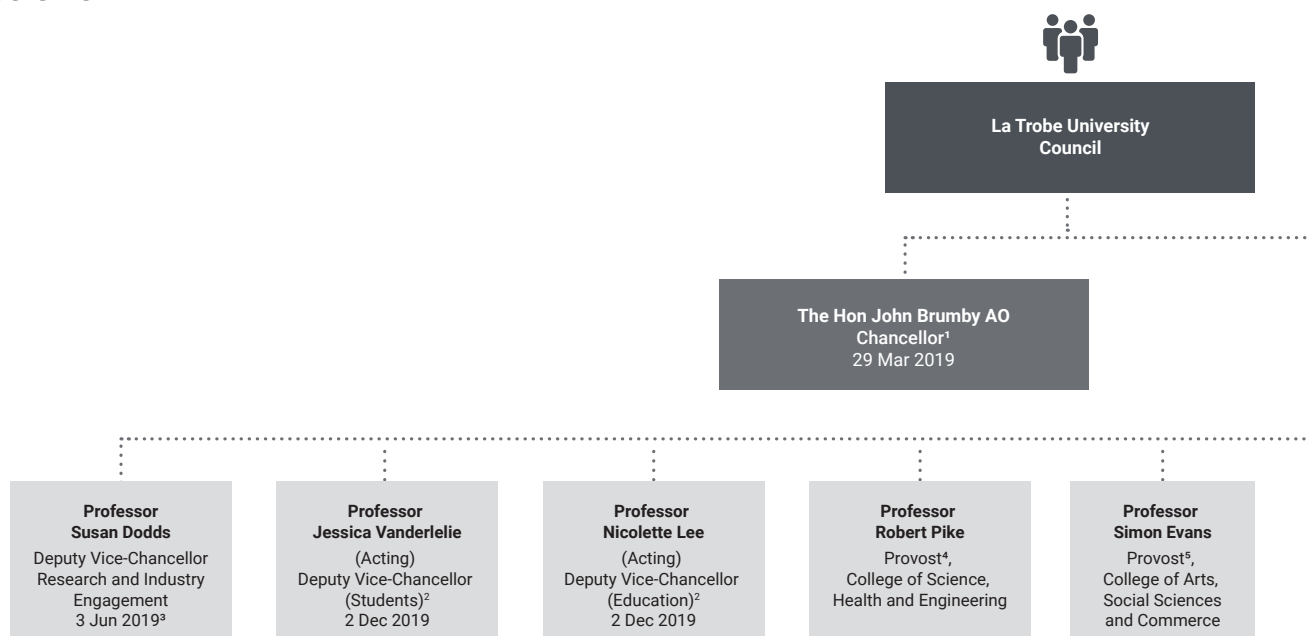 La Trobe University
Council
The Hon John Brumby AO
Chancellor¹
29 Mar 2019
Professor
Susan Dodds
Deputy Vice-Chancellor
Research and Industry
Engagement
3 Jun 2019³
Professor
Jessica Vanderlelie
(Acting)
Deputy Vice-Chancellor
(Students)²
2 Dec 2019
Professor
Nicolette Lee
(Acting)
Deputy Vice-Chancellor
(Education)²
2 Dec 2019
Professor
Robert Pike
Provost⁴,
College of Science,
Health and Engineering
Professor
Simon Evans
Provost⁵,
College of Arts,
Social Sciences
and Commerce